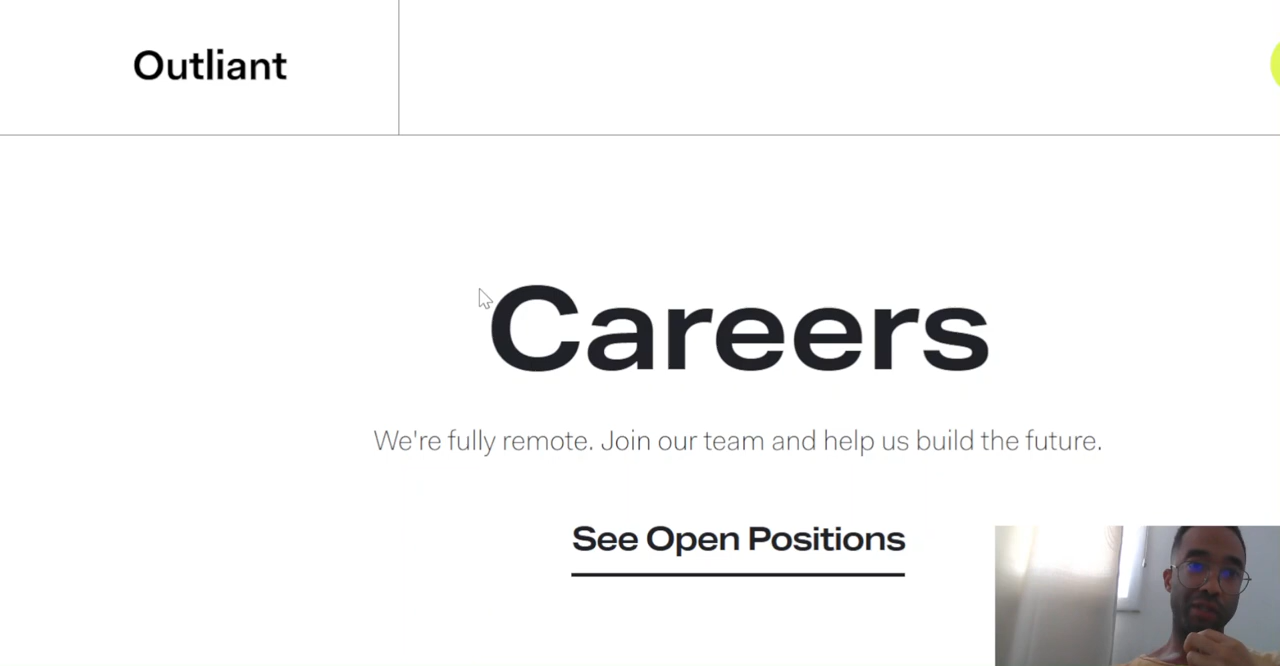 Outliant
Careers
We're fully remote. Join our team and help us build the future.
See Open Positions